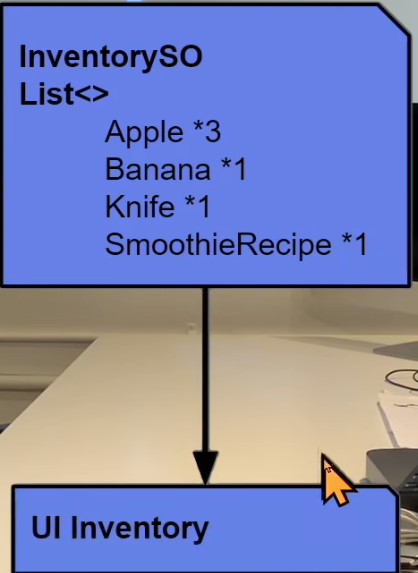 InventorySO
List<>
Apple *3
Banana *1
Knife *1
SmoothieRecipe *1
UI Inventory